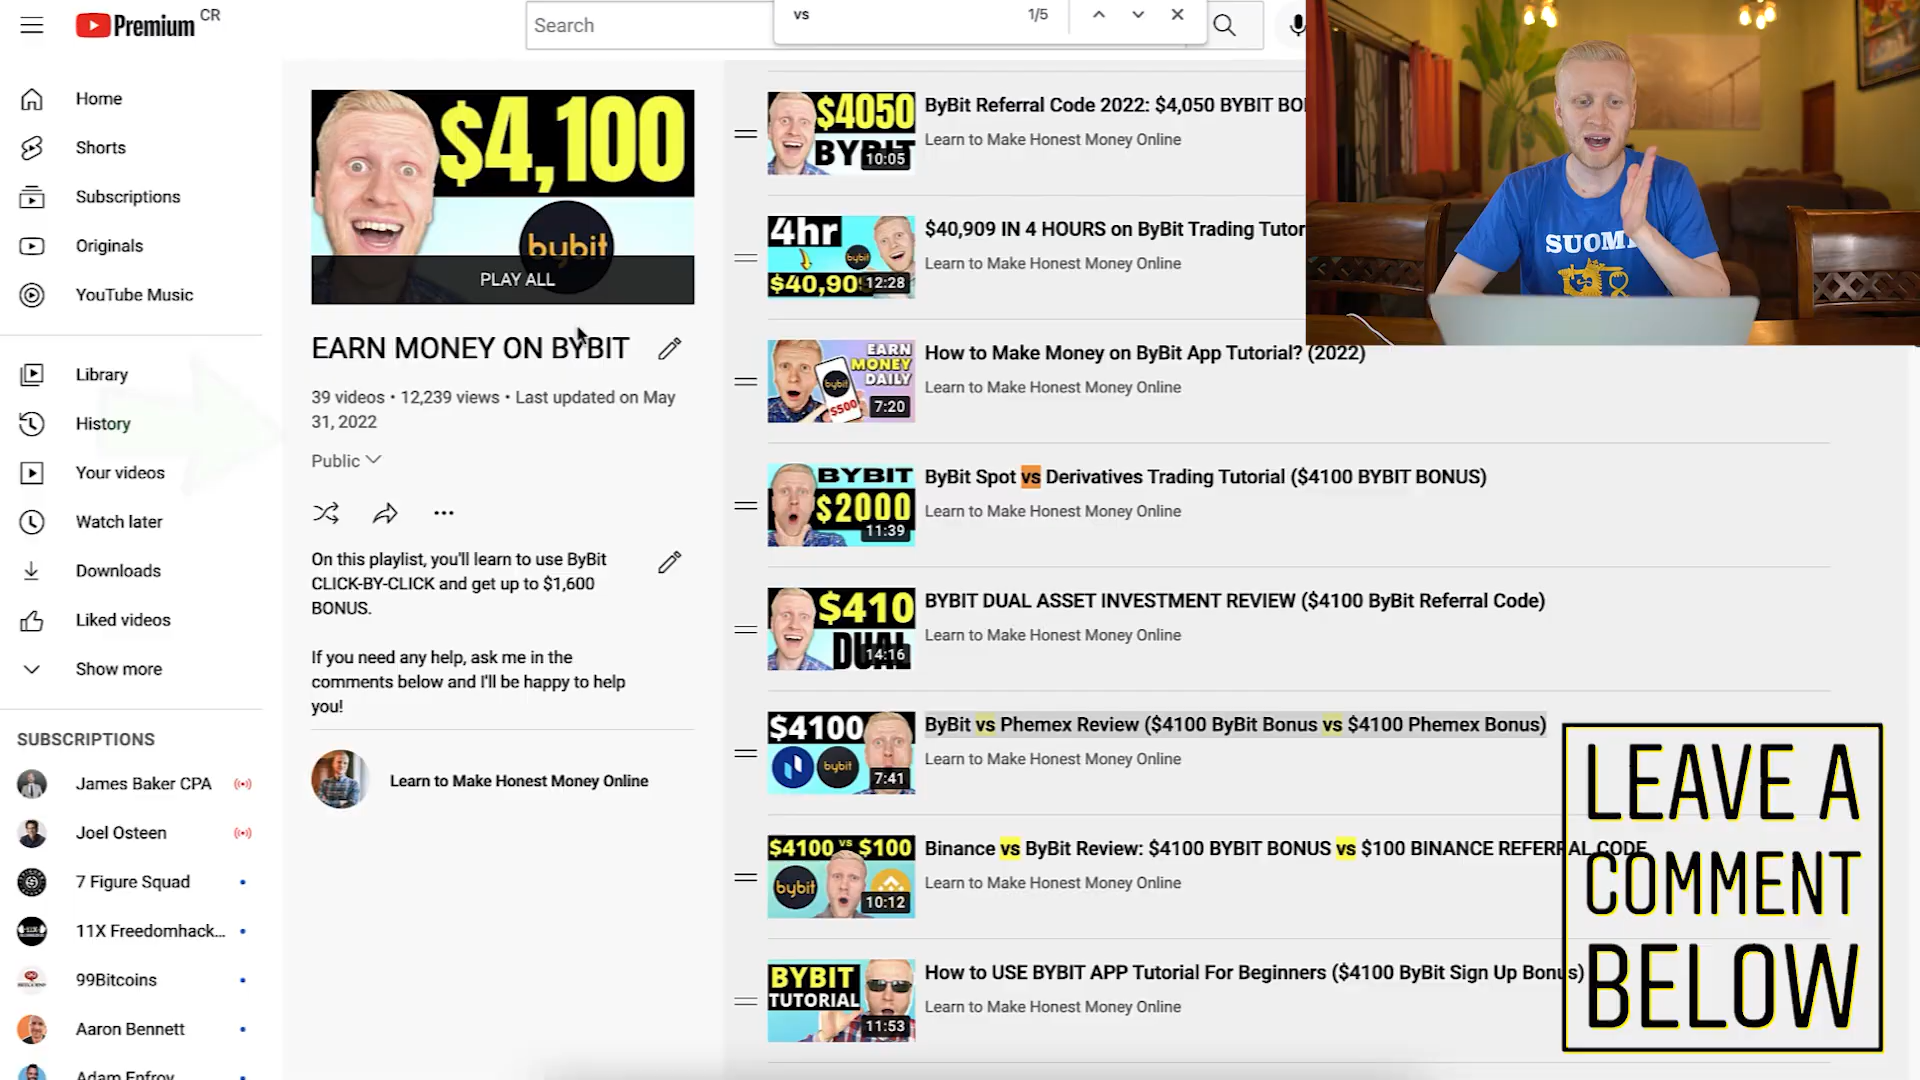 Premium CR
Search
vs 1/5
Home
Shorts
Subscriptions
Originals
YouTube Music
Library
History
Your videos
Watch later
Downloads
Liked videos
Show more
SUBSCRIPTIONS
James Baker CPA
Joel Osteen
7 Figure Squad
11X Freedomhack...
99Bitcoins
Aaron Bennett
Adam Enfroy
$4,100
bybit
PLAY ALL
EARN MONEY ON BYBIT
39 videos • 12,239 views • Last updated on May
31, 2022
Public
On this playlist, you'll learn to use ByBit
CLICK-BY-CLICK and get up to $1,600
BONUS.
If you need any help, ask me in the
comments below and I'll be happy to help
you!
Learn to Make Honest Money Online
$4050
BYBIT
10:05
ByBit Referral Code 2022: $4,050 BYBIT
Learn to Make Honest Money Online
4hr
bybit
12:28
$40,909 IN 4 HOURS on ByBit Trading
Learn to Make Honest Money Online
EARN
MONEY
DAILY
bybit
$500
7:20
How to Make Money on ByBit App Tutorial? (2022)
Learn to Make Honest Money Online
BYBIT
$2000
11:39
ByBit Spot vs Derivatives Trading Tutorial ($4100 BYBIT BONUS)
Learn to Make Honest Money Online
$410
DUAL
14:16
BYBIT DUAL ASSET INVESTMENT REVIEW ($4100 ByBit Referral Code)
Learn to Make Honest Money Online
$4100
bybit
7:41
ByBit vs Phemex Review ($4100 ByBit Bonus vs $4100 Phemex Bonus)
Learn to Make Honest Money Online
$4100 vs $100
bybit
10:12
Binance vs ByBit Review: $4100 BYBIT BONUS vs $100 BINANCE REFERRAL CODE
Learn to Make Honest Money Online
BYBIT
TUTORIAL
11:53
How to USE BYBIT APP Tutorial For Beginners ($4100 ByBit Sign Up Bonus)
Learn to Make Honest Money Online
SUOMI
LEAVE A
COMMENT
BELOW